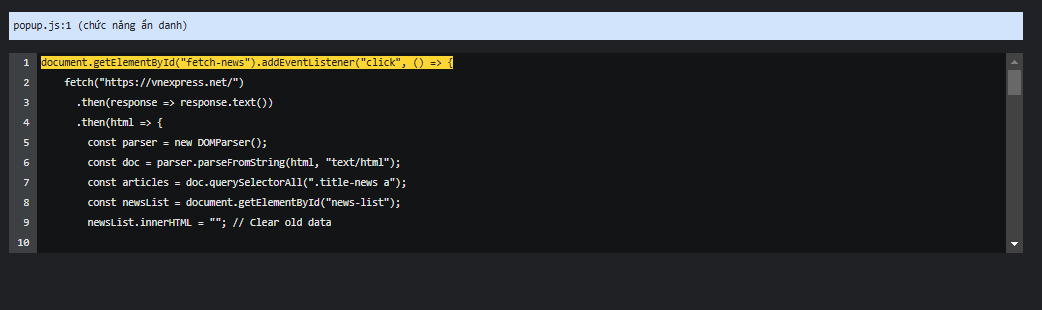 popup.js:1 (chức năng ẩn danh)
1 document.getElementById("fetch-news").addEventListener("click", () => {
2 fetch("https://vnexpress.net/")
3 .then(response => response.text())
4 .then(html => {
5 const parser = new DOMParser();
6 const doc = parser.parseFromString(html, "text/html");
7 const articles = doc.querySelectorAll(".title-news a");
8 const newsList = document.getElementById("news-list");
9 newsList.innerHTML = ""; // Clear old data
10